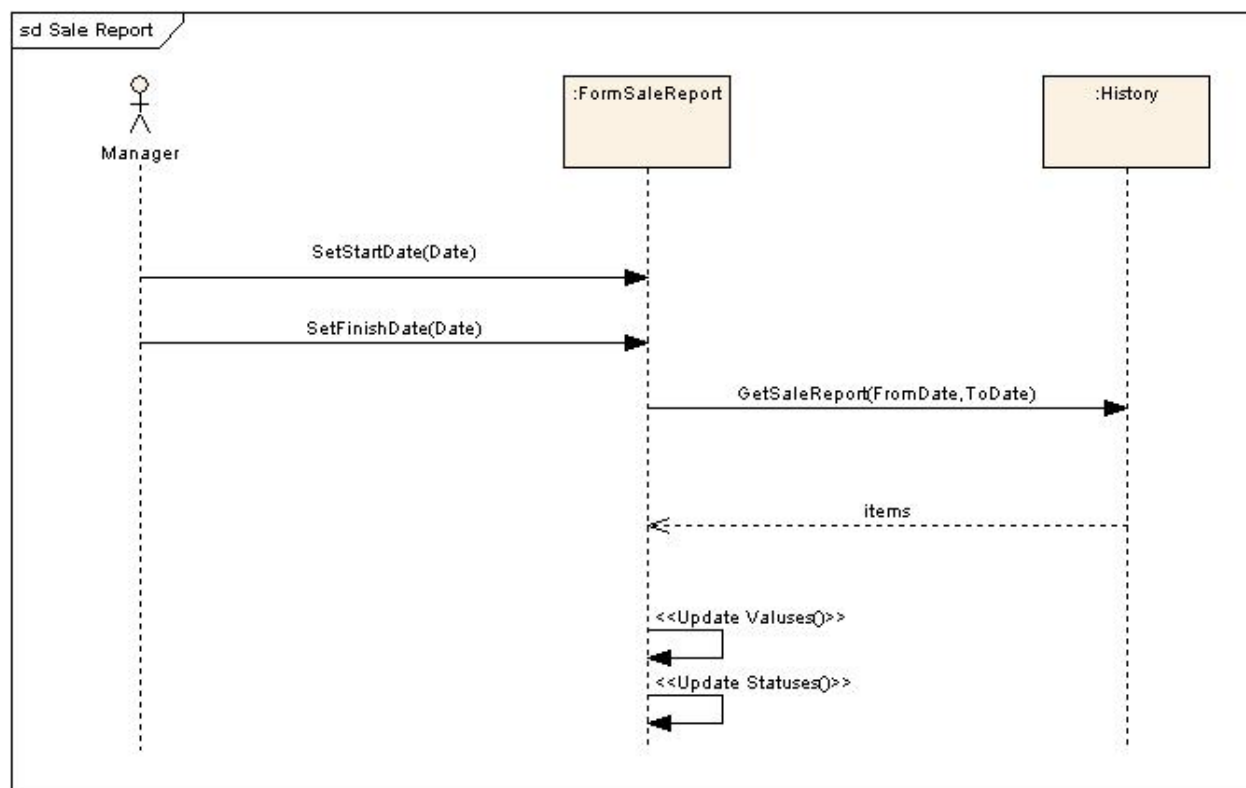 sd Sale Report
Manager
:FormSaleReport
:History
SetStartDate(Date)
SetFinishDate(Date)
GetSaleReport(FromDate,ToDate)
items
<<Update Valuses()>>
<<Update Statuses()>>